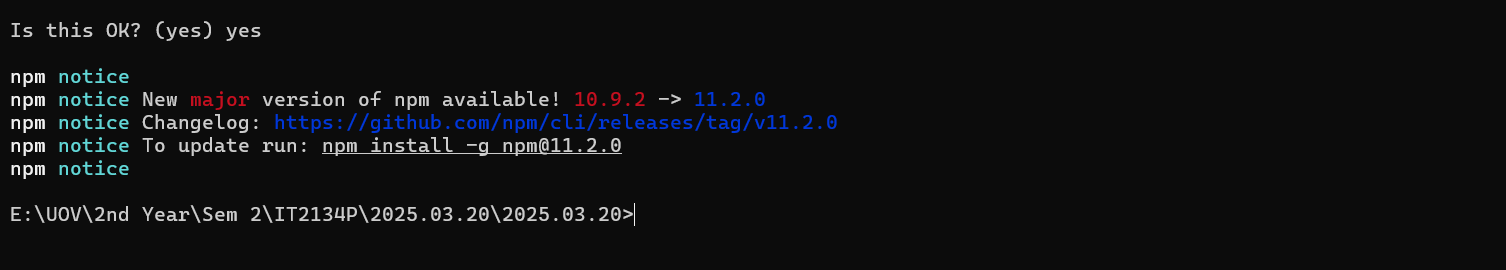 Is this OK? (yes) yes
npm notice
npm notice New major version of npm available! 10.9.2 -> 11.2.0
npm notice Changelog: https://github.com/npm/cli/releases/tag/v11.2.0
npm notice To update run: npm install -g npm@11.2.0
npm notice
E:\UOV\2nd Year\Sem 2\IT2134P\2025.03.20\2025.03.20>